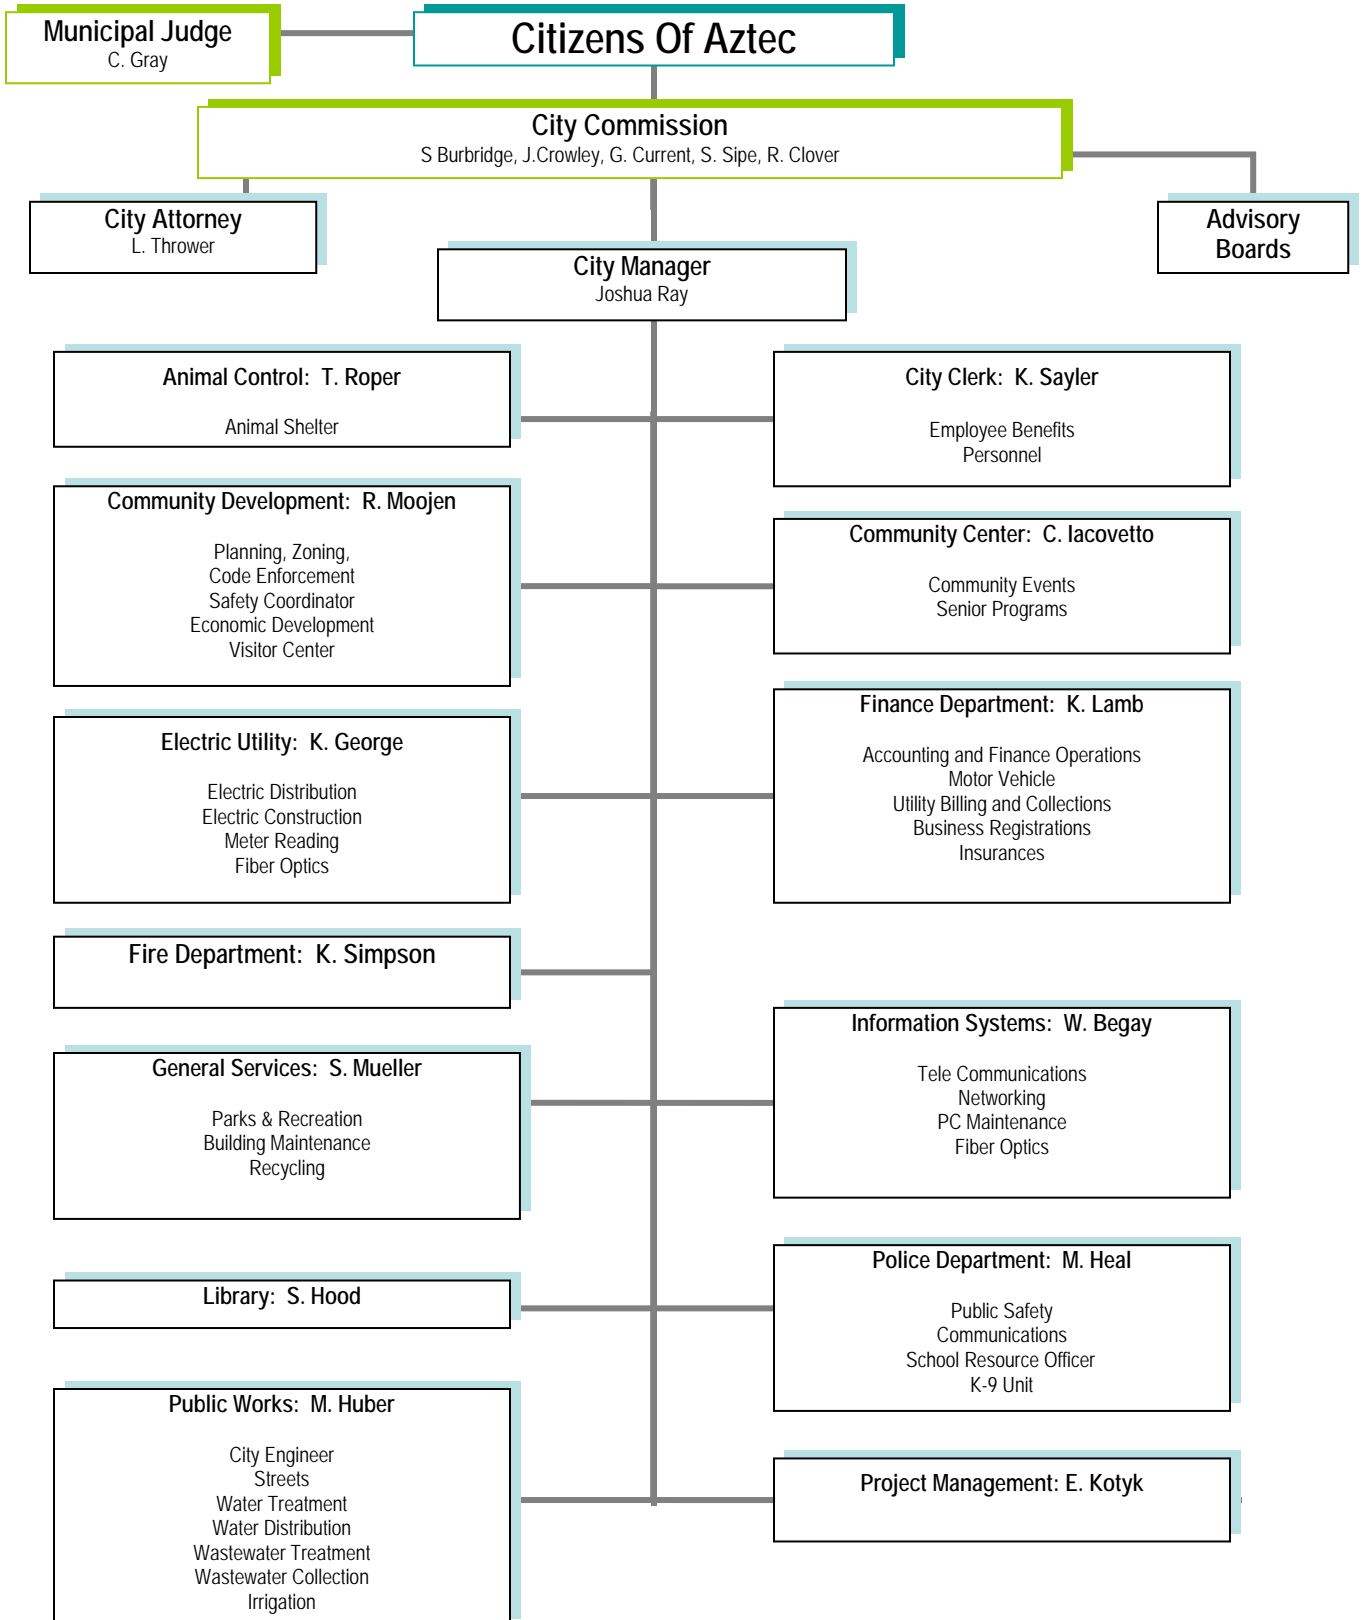 Municipal Judge
C. Gray
Citizens Of Aztec
City Commission
S Burbridge, J.Crowley, G. Current, S. Sipe, R. Clover
City Attorney
L. Thrower
Advisory
Boards
City Manager
Joshua Ray
Animal Control: T. Roper
Animal Shelter
City Clerk: K. Sayler
Employee Benefits
Personnel
Community Development: R. Moojen
Planning, Zoning,
Code Enforcement
Safety Coordinator
Economic Development
Visitor Center
Community Center: C. Iacovetto
Community Events
Senior Programs
Electric Utility: K. George
Electric Distribution
Electric Construction
Meter Reading
Fiber Optics
Finance Department: K. Lamb
Accounting and Finance Operations
Motor Vehicle
Utility Billing and Collections
Business Registrations
Insurances
Fire Department: K. Simpson
Information Systems: W. Begay
Tele Communications
Networking
PC Maintenance
Fiber Optics
General Services: S. Mueller
Parks & Recreation
Building Maintenance
Recycling
Library: S. Hood
Police Department: M. Heal
Public Safety
Communications
School Resource Officer
K-9 Unit
Public Works: M. Huber
City Engineer
Streets
Water Treatment
Water Distribution
Wastewater Treatment
Wastewater Collection
Irrigation
Project Management: E. Kotyk